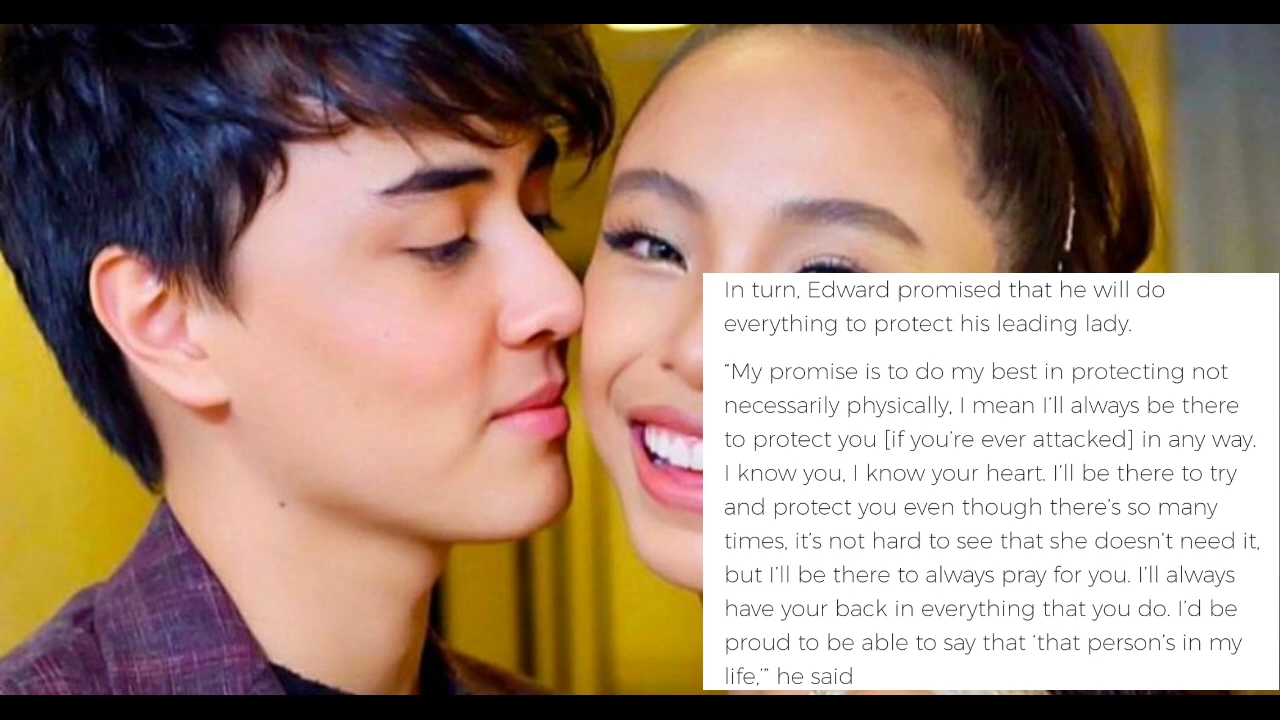 In turn, Edward promised that he will do
everything to protect his leading lady.
“My promise is to do my best in protecting not
necessarily physically, I mean I’ll always be there
to protect you [if you’re ever attacked] in any way.
I know you, I know your heart. I’ll be there to try
and protect you even though there’s so many
times, it’s not hard to see that she doesn’t need it,
but I’ll be there to always pray for you. I’ll always
have your back in everything that you do. I’d be
proud to be able to say that ‘that person’s in my
life,’” he said